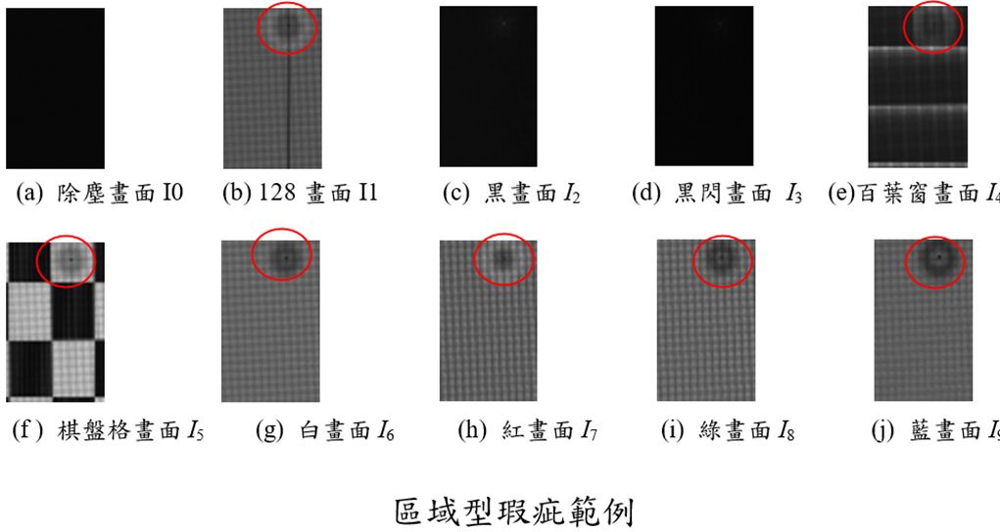 (a) 除塵畫面 I0
(b) 128 畫面 I1
(c) 黑畫面 I2
(d) 黑閃畫面 I3
(e)百葉窗畫面 I4
(f ) 棋盤格畫面 I5
(g) 白畫面 I6
(h) 紅畫面 I7
(i) 綠畫面 I8
(j) 藍畫面 I9
區域型瑕疵範例